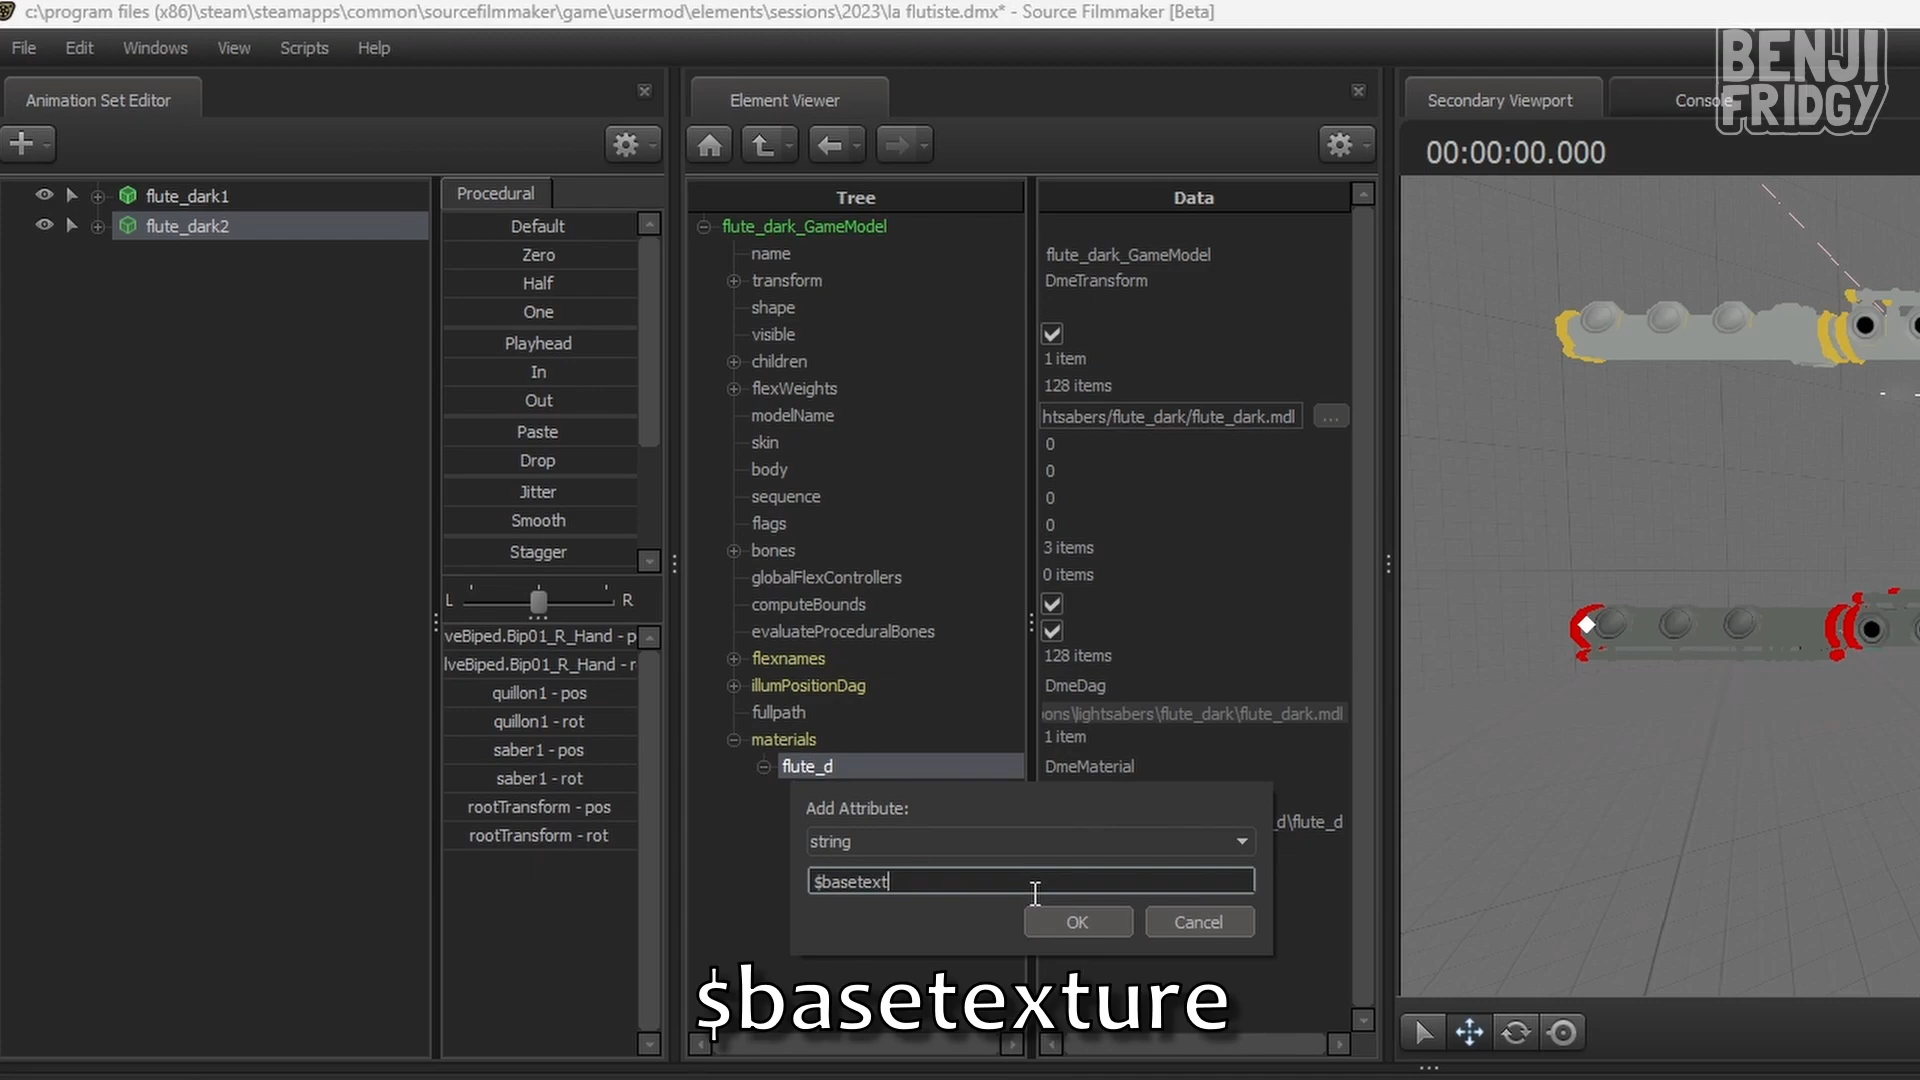 c:\program files (x86)\steam\steamapps\common\sourcefilmmaker\game\usermod\elements\sessions\2023\la flutiste.dmx* - Source Filmmaker [Beta]
File Edit Windows View Scripts Help
BENJI
FRIDGY
Animation Set Editor
Element Viewer
Secondary Viewport
Console
00:00:00.000
flute_dark1
flute_dark2
Procedural
Default
Zero
Half
One
Playhead
In
Out
Paste
Drop
Jitter
Smooth
Stagger
L R
veBiped.Bip01_R_Hand - p
lveBiped.Bip01_R_Hand - r
quillon1 - pos
quillon1 - rot
saber1 - pos
saber1 - rot
rootTransform - pos
rootTransform - rot
Tree Data
flute_dark_GameModel
name flute_dark_GameModel
transform DmeTransform
shape
visible
children 1 item
flexWeights 128 items
modelName htsabers/flute_dark/flute_dark.mdl ...
skin 0
body 0
sequence 0
flags 0
bones 3 items
globalFlexControllers 0 items
computeBounds
evaluateProceduralBones
flexnames 128 items
illumPositionDag DmeDag
fullpath ons\lightsabers\flute_dark\flute_dark.mdl
materials 1 item
flute_d DmeMaterial
Add Attribute:
_d\flute_d
string
$basetext
OK Cancel
$basetexture